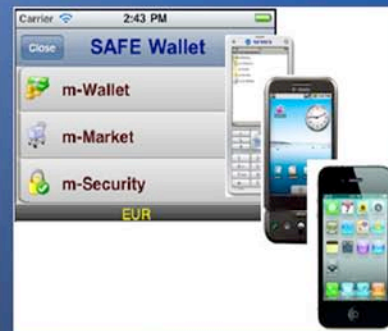 Carrier 2:43 PM
Close SAFE Wallet
m-Wallet
m-Market
m-Security
EUR